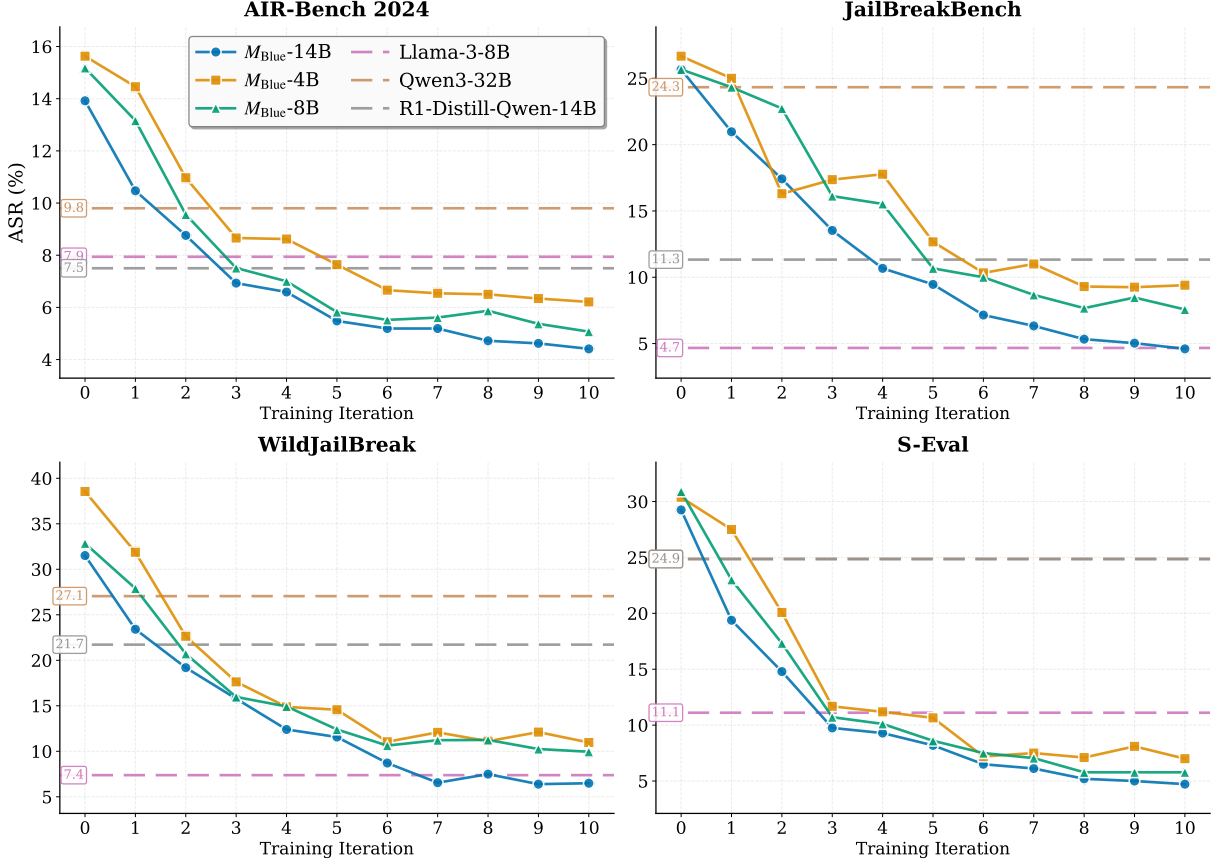 AIR-Bench 2024
ASR (%)
16
14
12
10
8
6
4
9.8
7.9
7.5
M_Blue-14B
M_Blue-4B
M_Blue-8B
Llama-3-8B
Qwen3-32B
R1-Distill-Qwen-14B
0 1 2 3 4 5 6 7 8 9 10
Training Iteration
JailBreakBench
25
20
15
10
5
24.3
11.3
4.7
0 1 2 3 4 5 6 7 8 9 10
Training Iteration
WildJailBreak
40
35
30
25
20
15
10
5
27.1
21.7
7.4
0 1 2 3 4 5 6 7 8 9 10
Training Iteration
S-Eval
30
25
20
15
10
5
24.9
11.1
0 1 2 3 4 5 6 7 8 9 10
Training Iteration